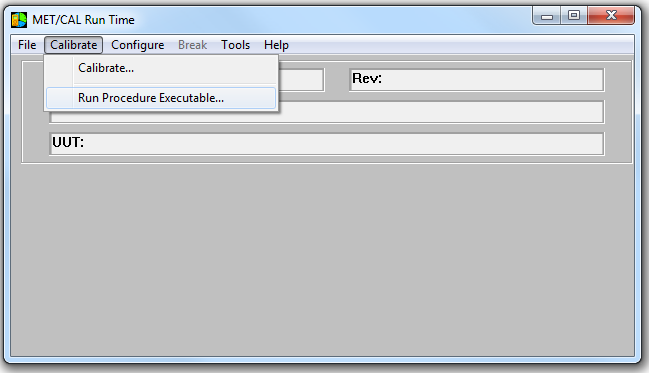 MET/CAL Run Time
File Calibrate Configure Break Tools Help
Calibrate...
Run Procedure Executable...
Rev:
UUT: